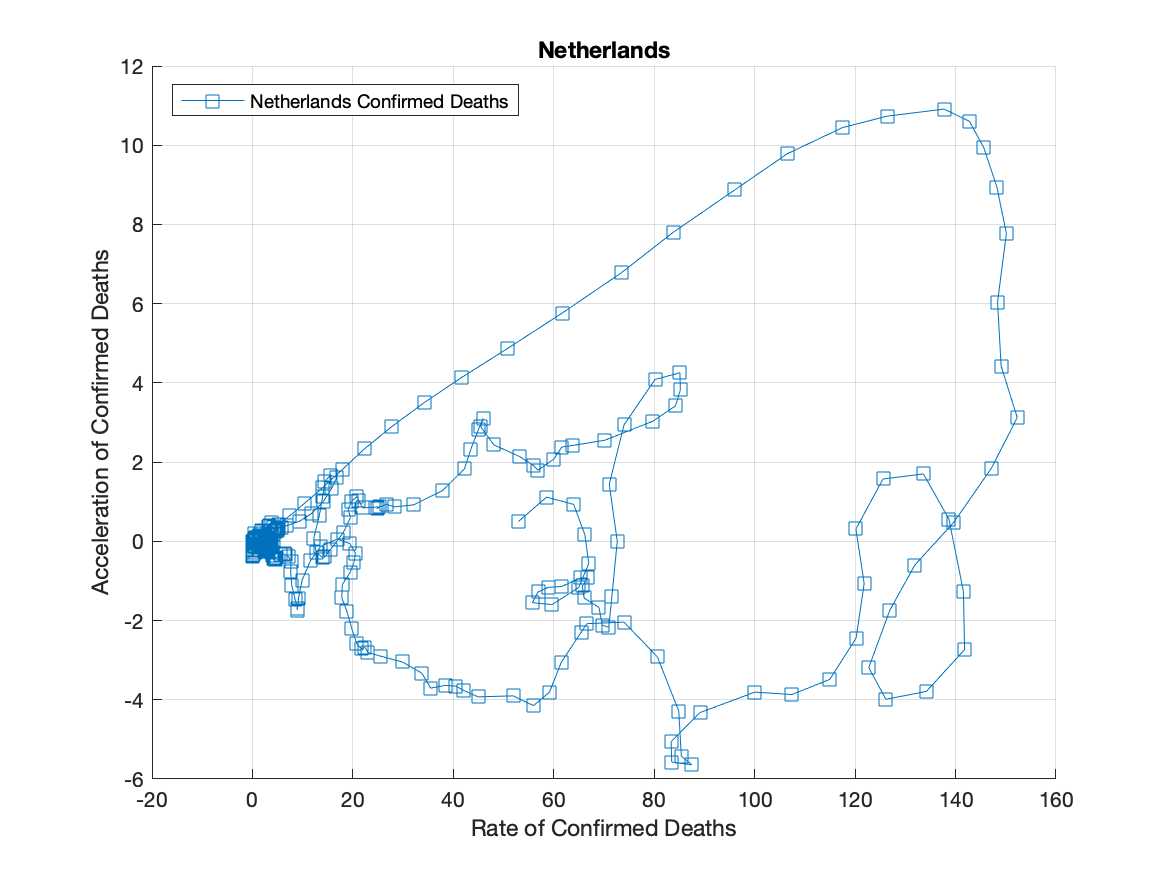 Netherlands
Netherlands Confirmed Deaths
12
10
8
6
4
2
0
-2
-4
-6
Acceleration of Confirmed Deaths
-20 0 20 40 60 80 100 120 140 160
Rate of Confirmed Deaths